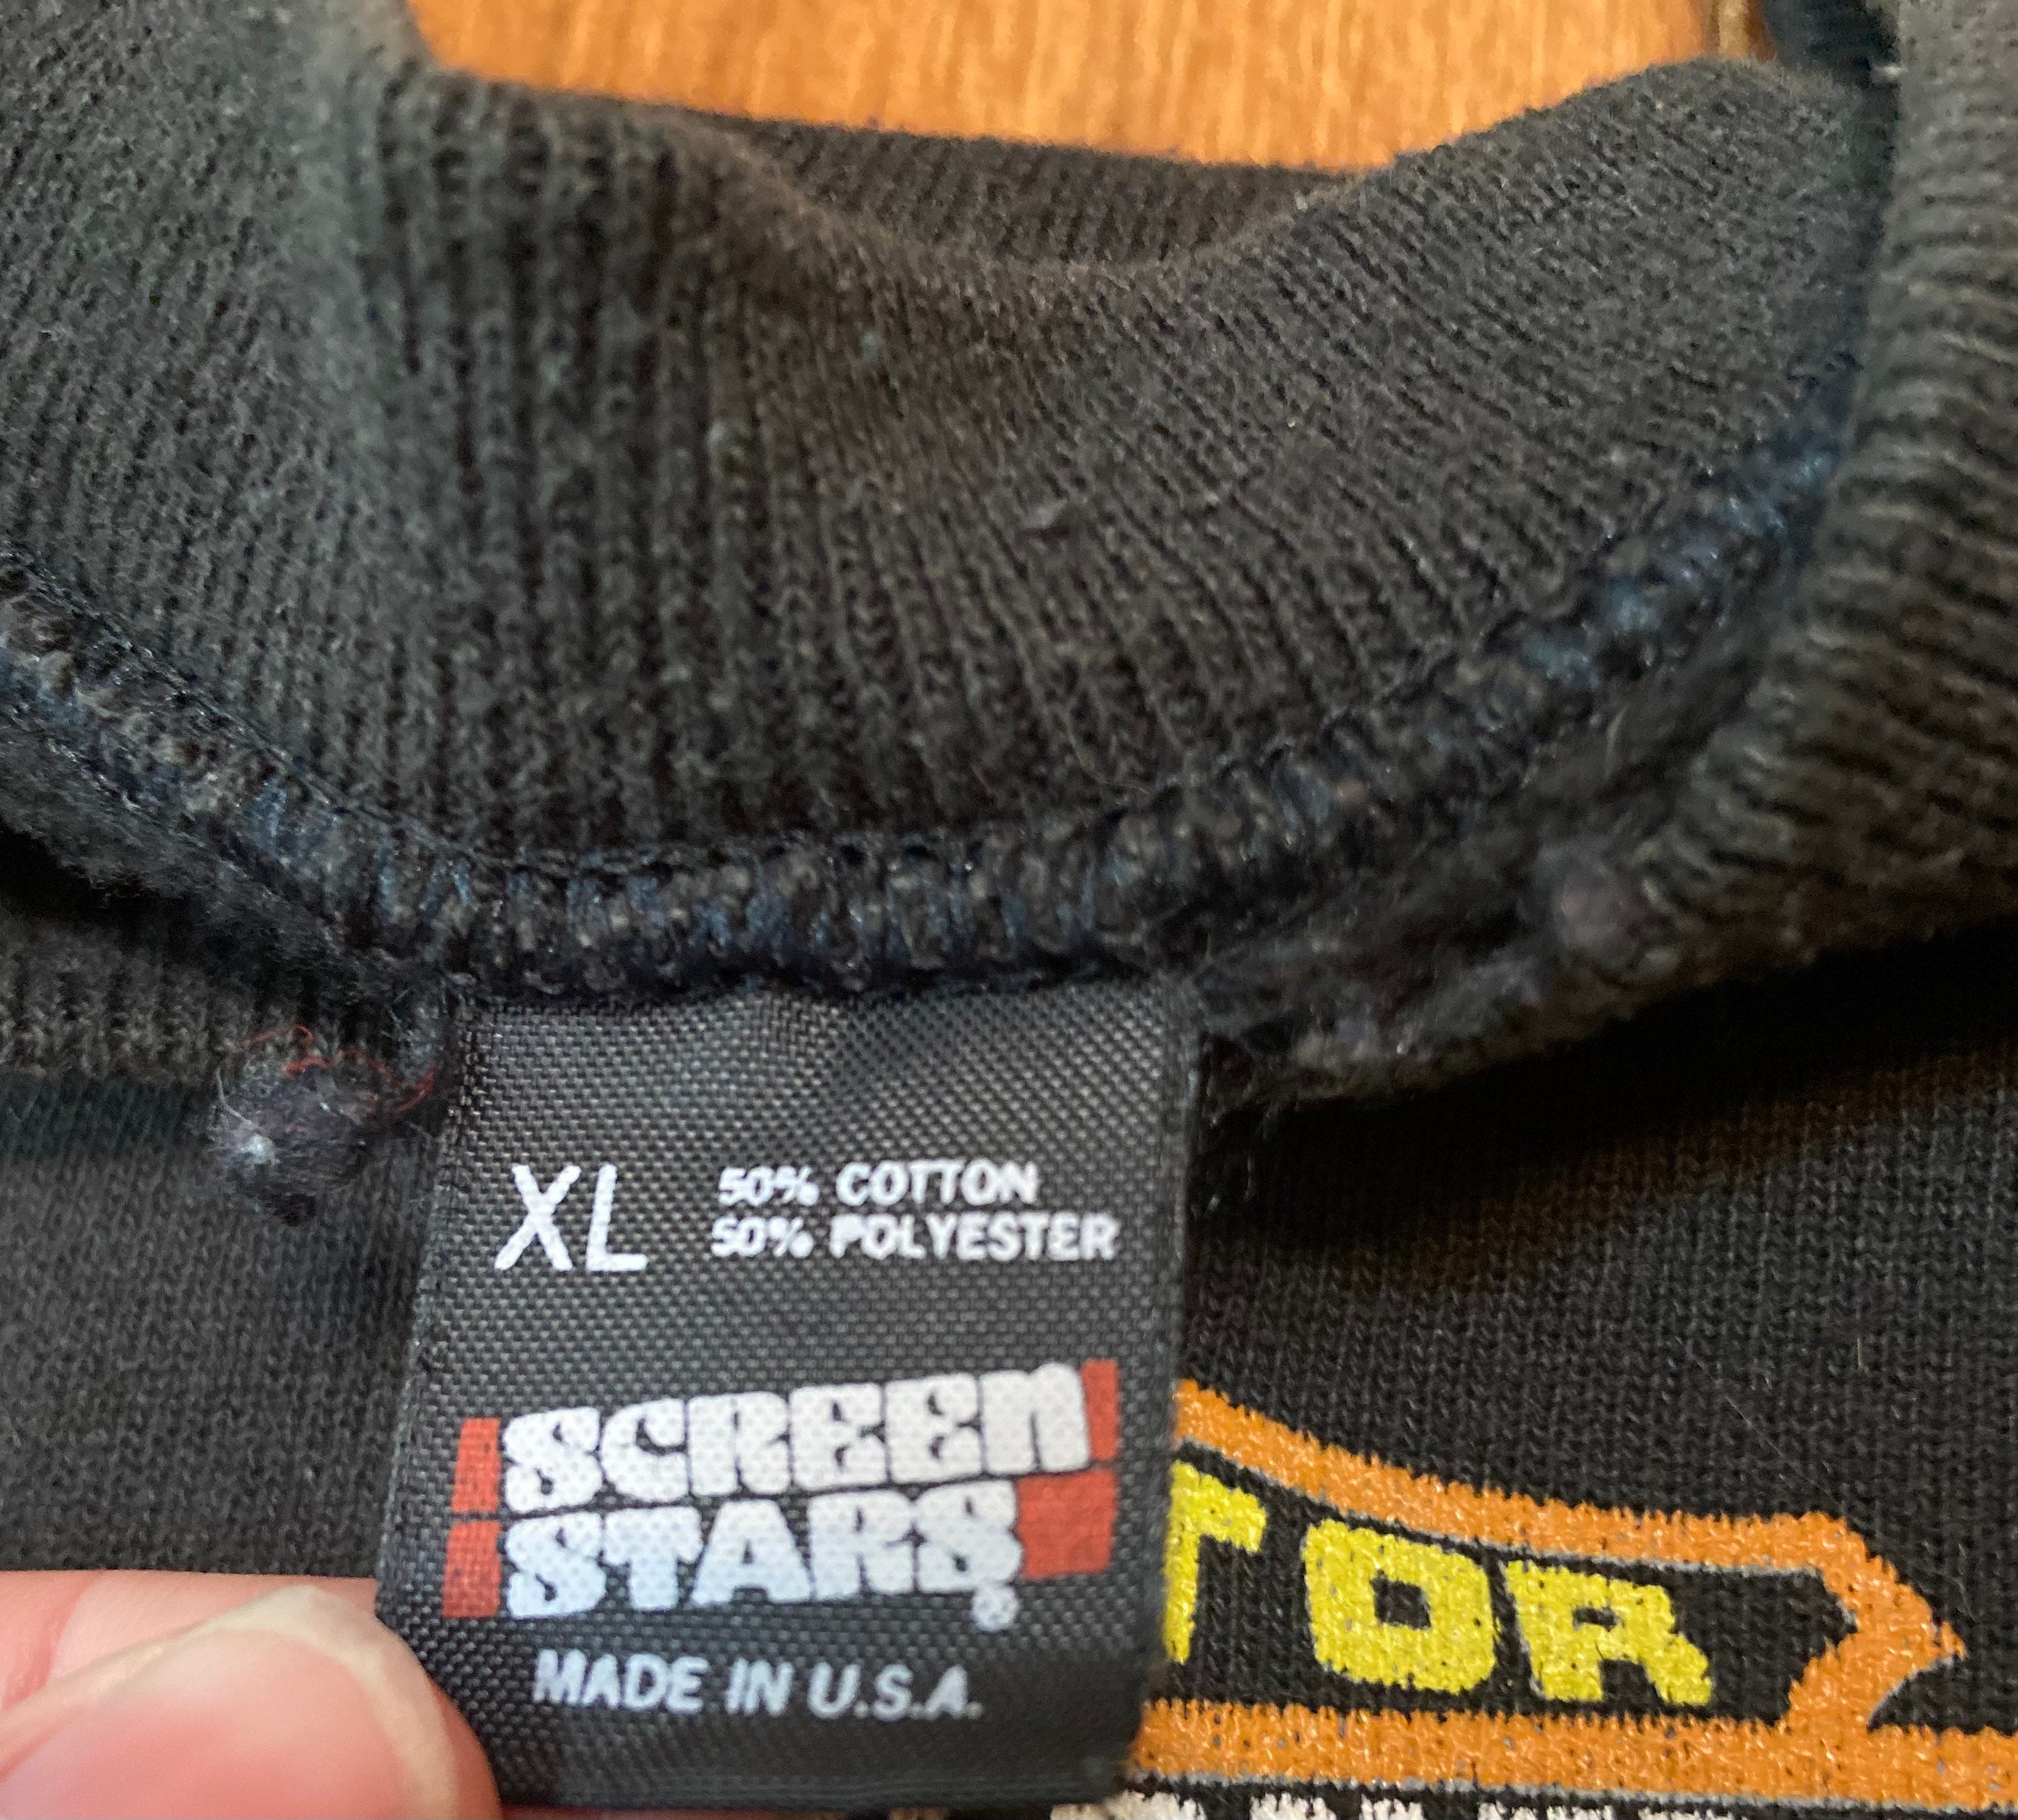 XL
50% COTTON
50% POLYESTER
SCREEN
STARS®
MADE IN U.S.A.
TOR